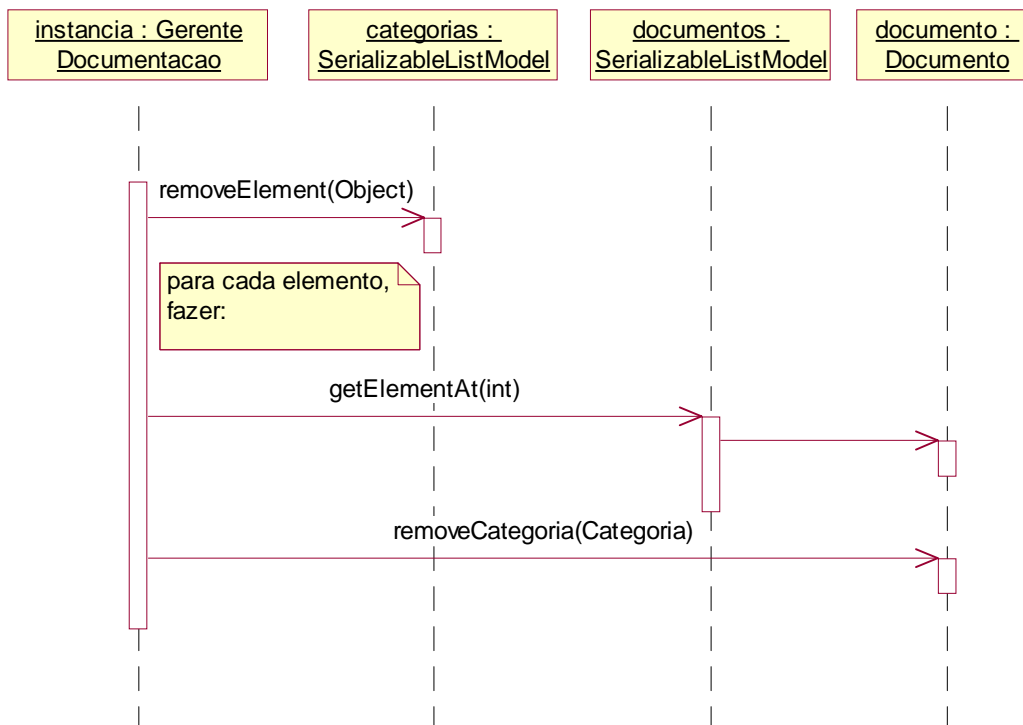 instancia : Gerente
Documentacao
categorias :
SerializableListModel
documentos :
SerializableListModel
documento :
Documento
removeElement(Object)
para cada elemento,
fazer:
getElementAt(int)
removeCategoria(Categoria)